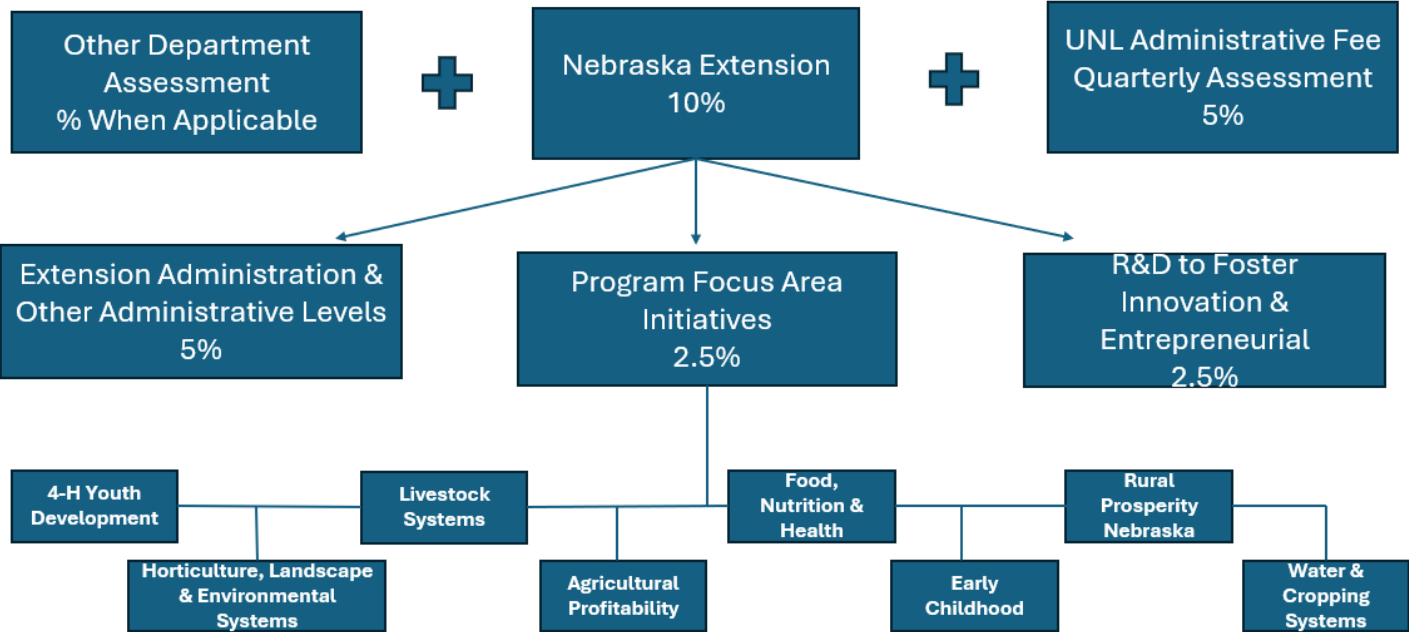 Other Department
Assessment
% When Applicable
Nebraska Extension
10%
UNL Administrative Fee
Quarterly Assessment
5%
Extension Administration &
Other Administrative Levels
5%
Program Focus Area
Initiatives
2.5%
R&D to Foster
Innovation &
Entrepreneurial
2.5%
4-H Youth
Development
Livestock
Systems
Food,
Nutrition &
Health
Rural
Prosperity
Nebraska
Horticulture, Landscape
& Environmental
Systems
Agricultural
Profitability
Early
Childhood
Water &
Cropping
Systems